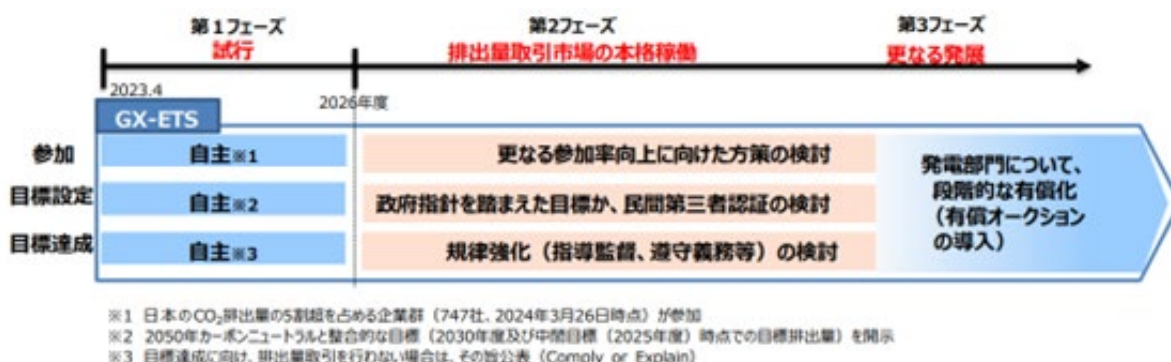 第1フェーズ
試行
第2フェーズ
排出量取引市場の本格稼働
第3フェーズ
更なる発展
2023.4
2026年度
GX-ETS
参加
自主※1
更なる参加率向上に向けた方策の検討
目標設定
自主※2
政府指針を踏まえた目標か、民間第三者認証の検討
目標達成
自主※3
規律強化（指導監督、遵守義務等）の検討
発電部門について、
段階的な有償化
（有償オークション
の導入）
※1 日本のCO₂排出量の5割超を占める企業群（747社、2024年3月26日時点）が参加
※2 2050年カーボンニュートラルと整合的な目標（2030年度及び中間目標（2025年度）時点での目標排出量）を開示
※3 目標達成に向け、排出量取引を行わない場合は、その旨公表（Comply or Explain）